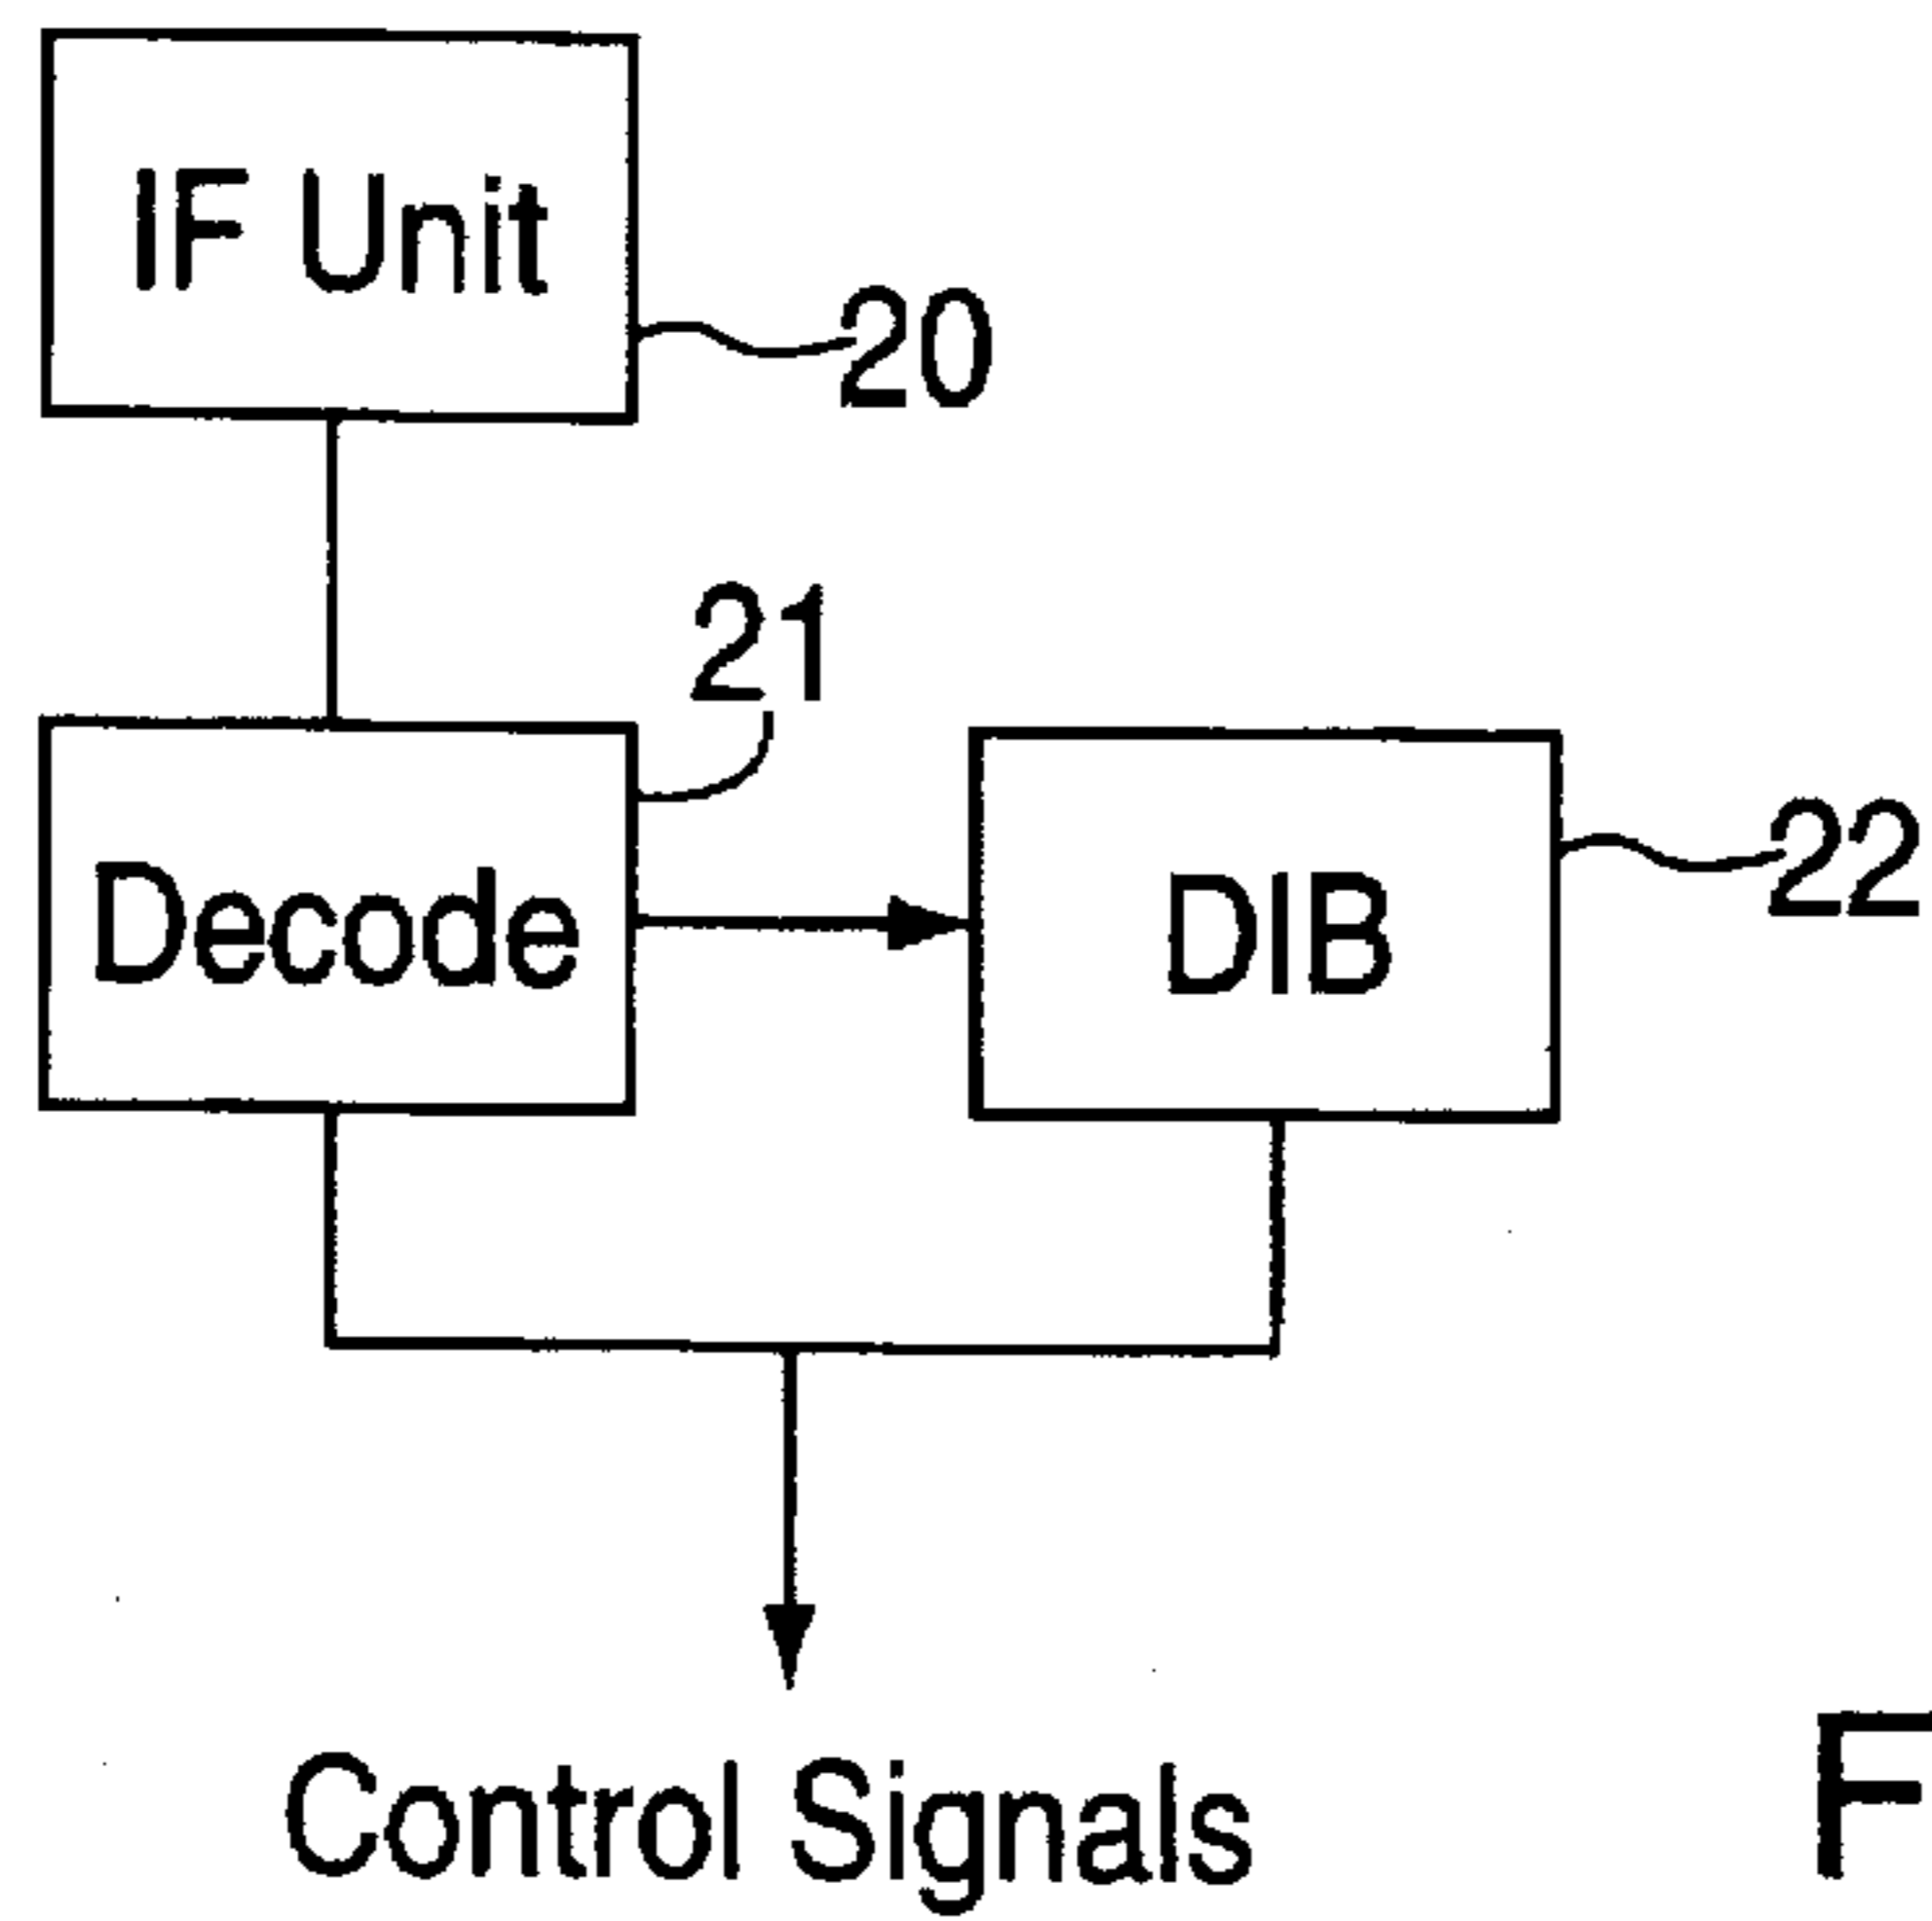 IF Unit
20
21
Decode
DIB
22
Control Signals
F